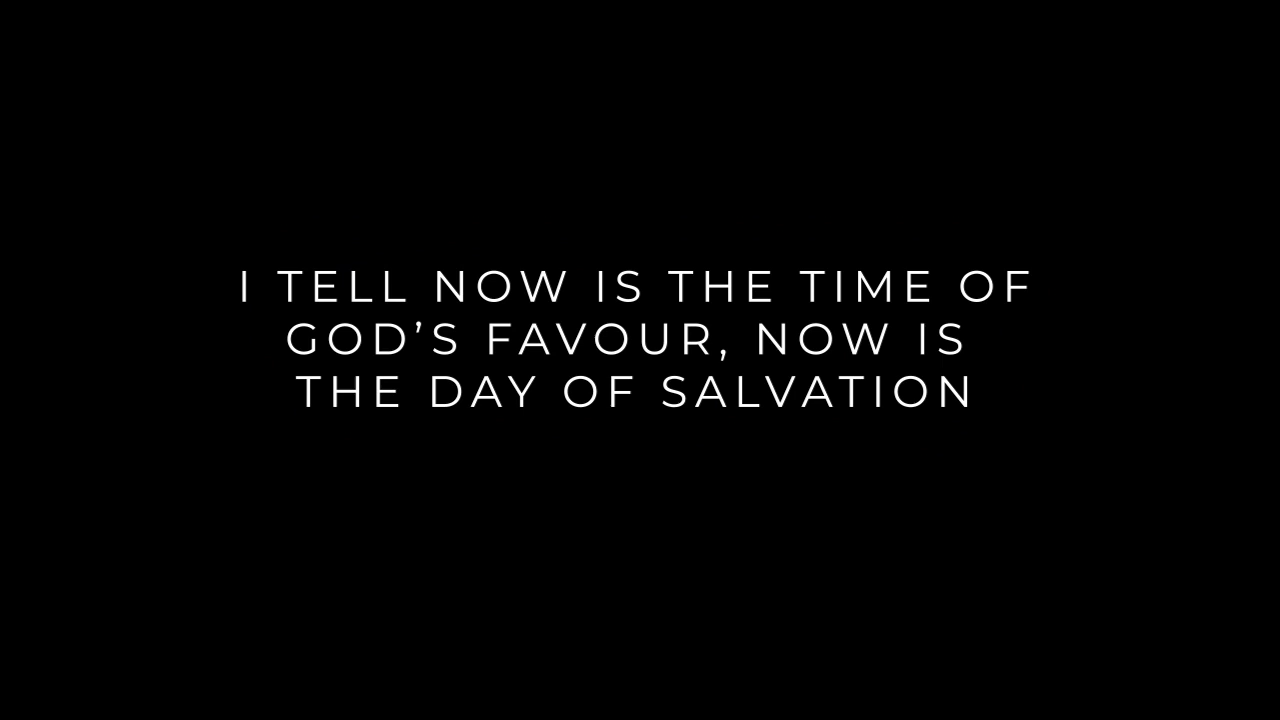 I TELL NOW IS THE TIME OF
GOD’S FAVOUR, NOW IS
THE DAY OF SALVATION